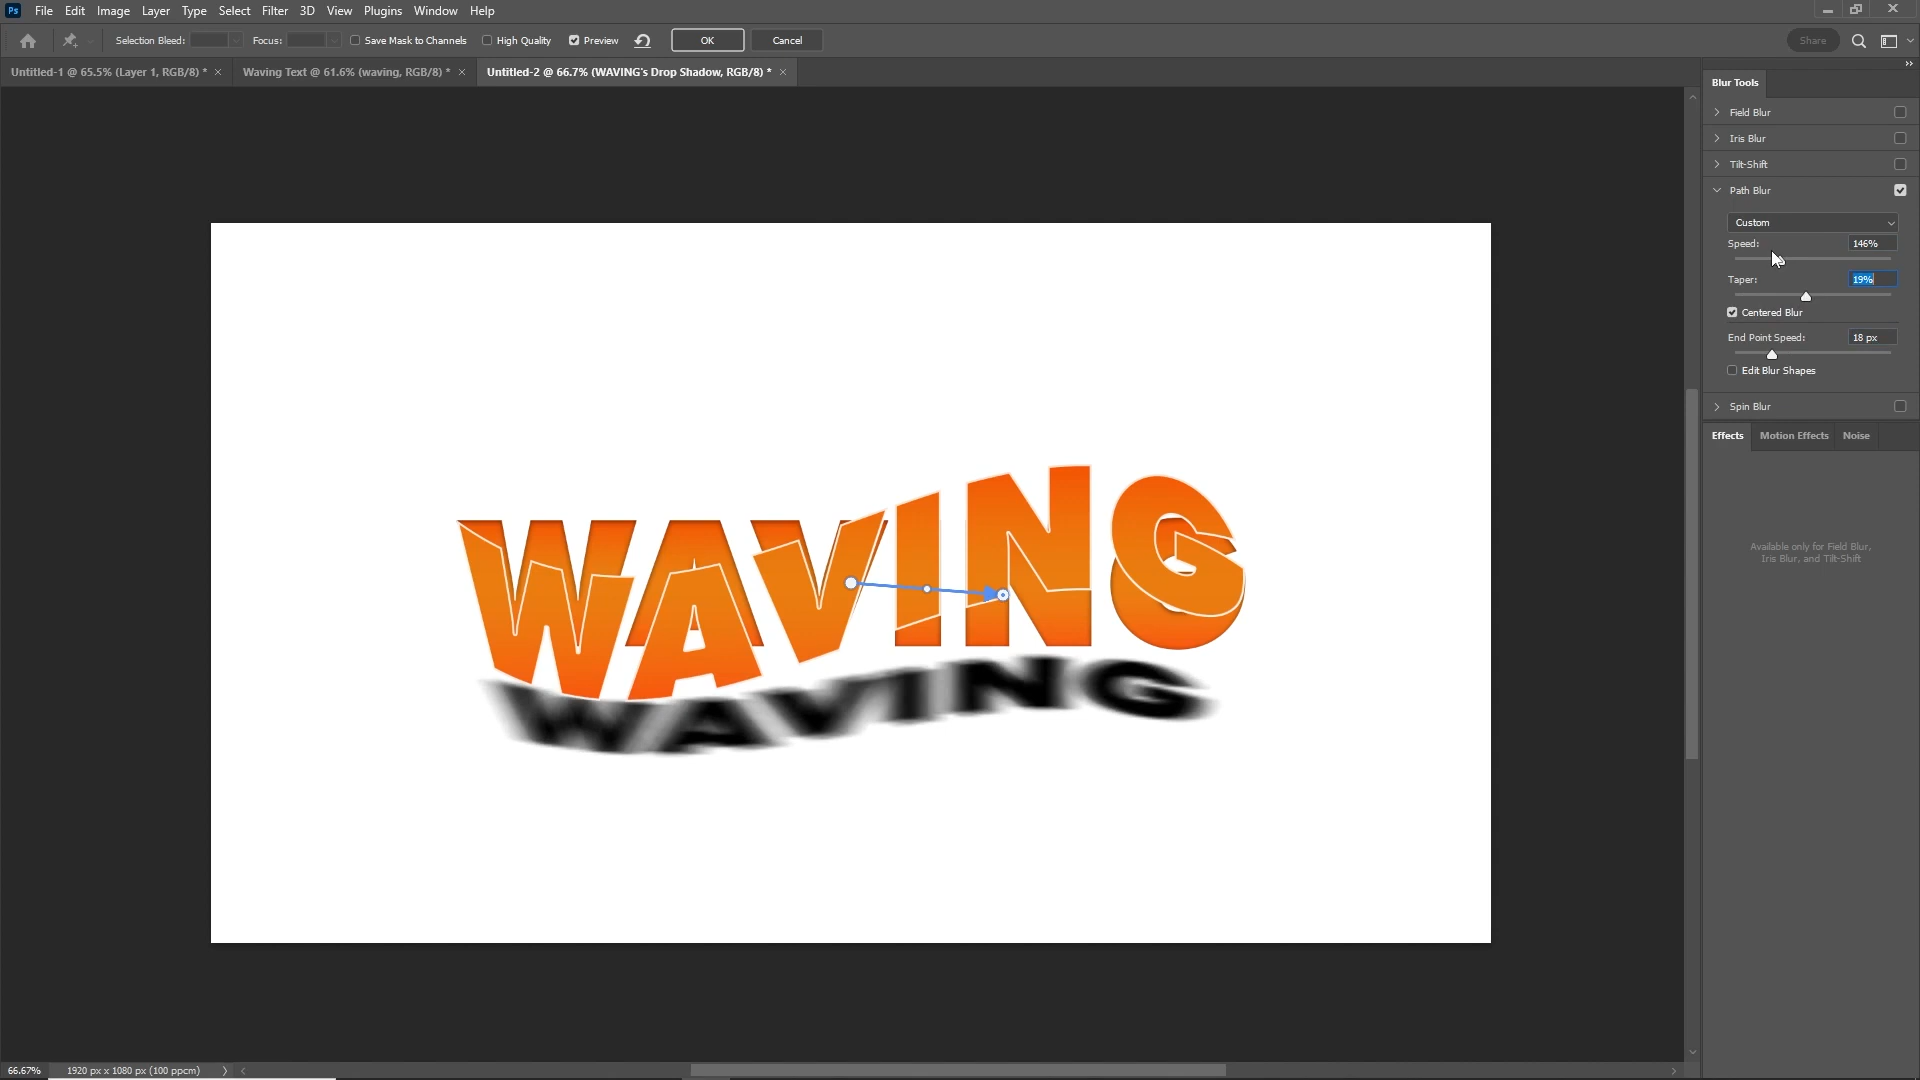 Ps File Edit Image Layer Type Select Filter 3D View Plugins Window Help
Selection Bleed: Focus: Save Mask to Channels High Quality Preview OK Cancel Share
Untitled-1 @ 65.5% (Layer 1, RGB/8) * × Waving Text @ 61.6% (waving, RGB/8) * × Untitled-2 @ 66.7% (WAVING's Drop Shadow, RGB/8) * ×
Blur Tools
Field Blur
Iris Blur
Tilt-Shift
Path Blur
Custom
Speed: 146%
Taper: 19%
Centered Blur
End Point Speed: 18 px
Edit Blur Shapes
Spin Blur
Effects Motion Effects Noise
Available only for Field Blur,
Iris Blur, and Tilt-Shift
WAVING
WAVING
WAVING
66.67% 1920 px x 1080 px (100 ppcm)